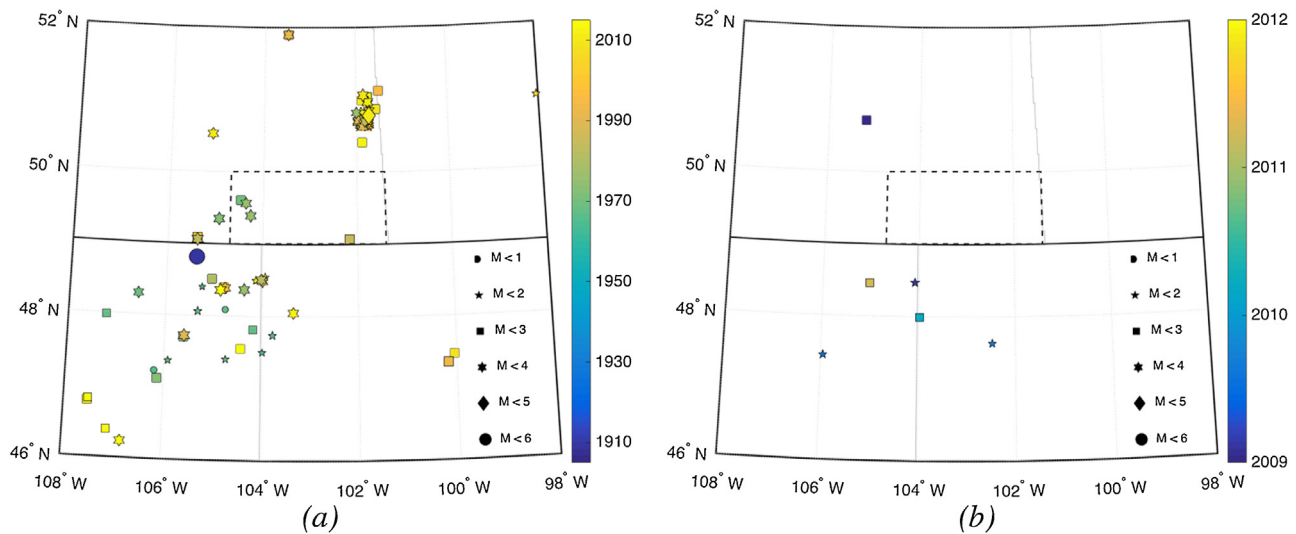 52° N
50° N
48° N
46° N
108° W
106° W
104° W
102° W
100° W
98° W
M < 1
M < 2
M < 3
M < 4
M < 5
M < 6
2010
1990
1970
1950
1930
1910
(a)
52° N
50° N
48° N
46° N
108° W
106° W
104° W
102° W
100° W
98° W
M < 1
M < 2
M < 3
M < 4
M < 5
M < 6
2012
2011
2010
2009
(b)